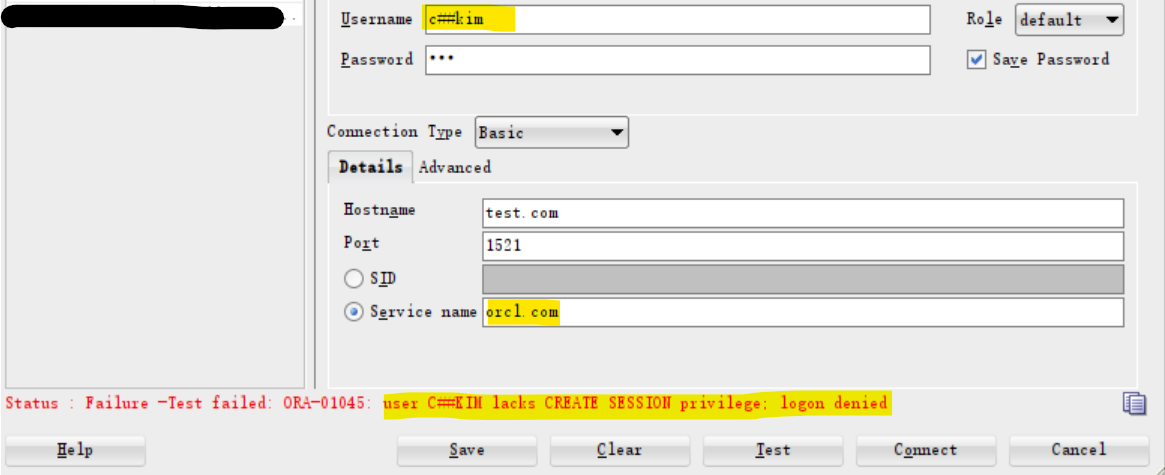 Username c##kim Role default
Password ••• Save Password
Connection Type Basic
Details Advanced
Hostname test.com
Port 1521
SID
Service name orcl.com
Status : Failure -Test failed: ORA-01045: user C##KIM lacks CREATE SESSION privilege; logon denied
Help Save Clear Test Connect Cancel